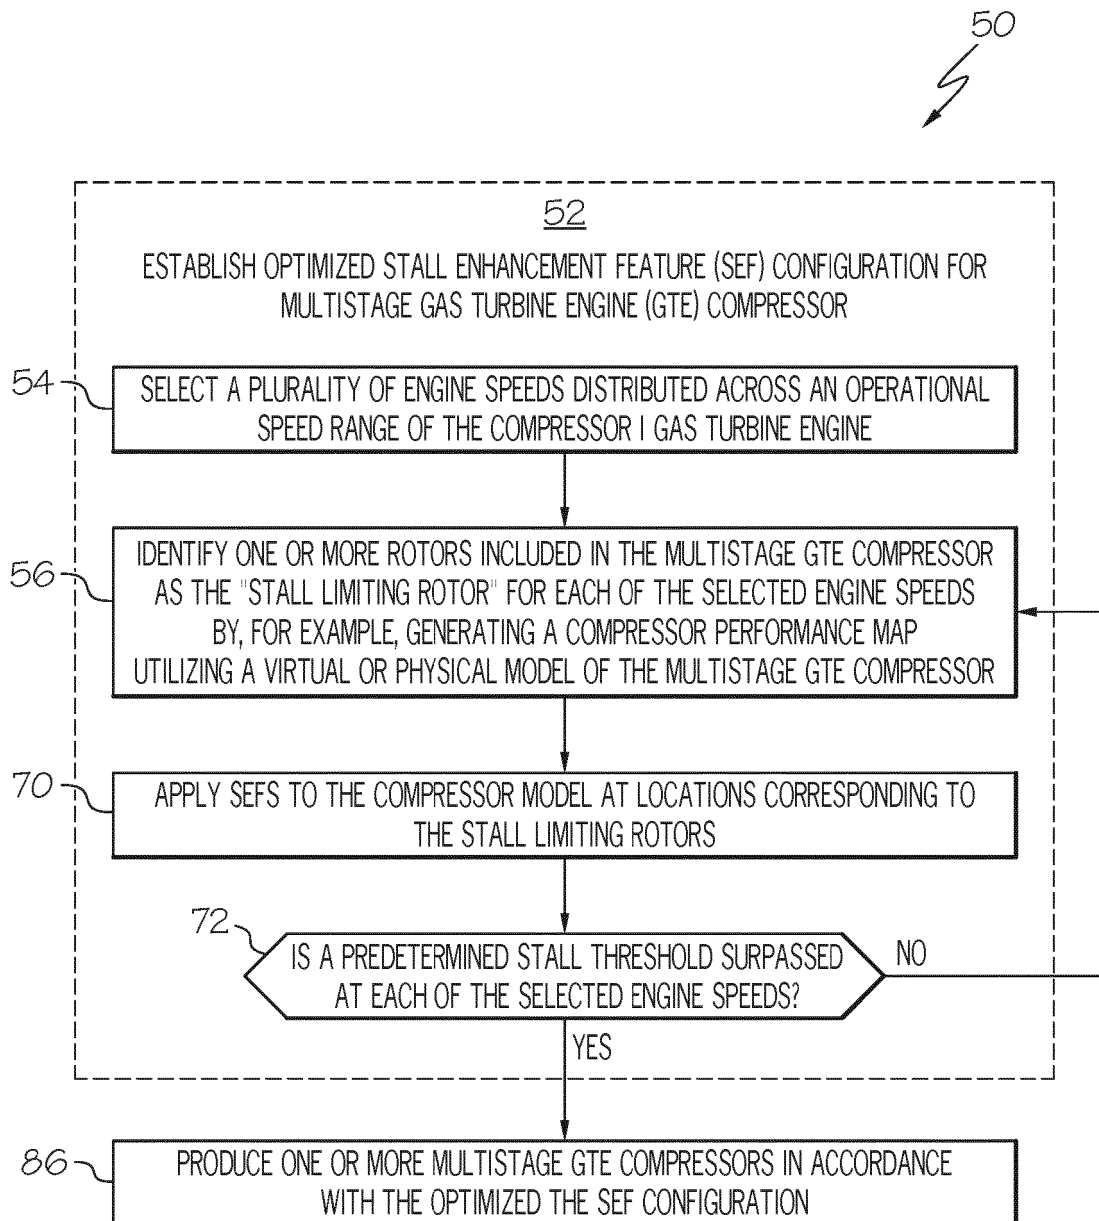 50
52
ESTABLISH OPTIMIZED STALL ENHANCEMENT FEATURE (SEF) CONFIGURATION FOR
MULTISTAGE GAS TURBINE ENGINE (GTE) COMPRESSOR
54
SELECT A PLURALITY OF ENGINE SPEEDS DISTRIBUTED ACROSS AN OPERATIONAL
SPEED RANGE OF THE COMPRESSOR I GAS TURBINE ENGINE
56
IDENTIFY ONE OR MORE ROTORS INCLUDED IN THE MULTISTAGE GTE COMPRESSOR
AS THE "STALL LIMITING ROTOR" FOR EACH OF THE SELECTED ENGINE SPEEDS
BY, FOR EXAMPLE, GENERATING A COMPRESSOR PERFORMANCE MAP
UTILIZING A VIRTUAL OR PHYSICAL MODEL OF THE MULTISTAGE GTE COMPRESSOR
70
APPLY SEFS TO THE COMPRESSOR MODEL AT LOCATIONS CORRESPONDING TO
THE STALL LIMITING ROTORS
72
IS A PREDETERMINED STALL THRESHOLD SURPASSED
AT EACH OF THE SELECTED ENGINE SPEEDS?
NO
YES
86
PRODUCE ONE OR MORE MULTISTAGE GTE COMPRESSORS IN ACCORDANCE
WITH THE OPTIMIZED THE SEF CONFIGURATION